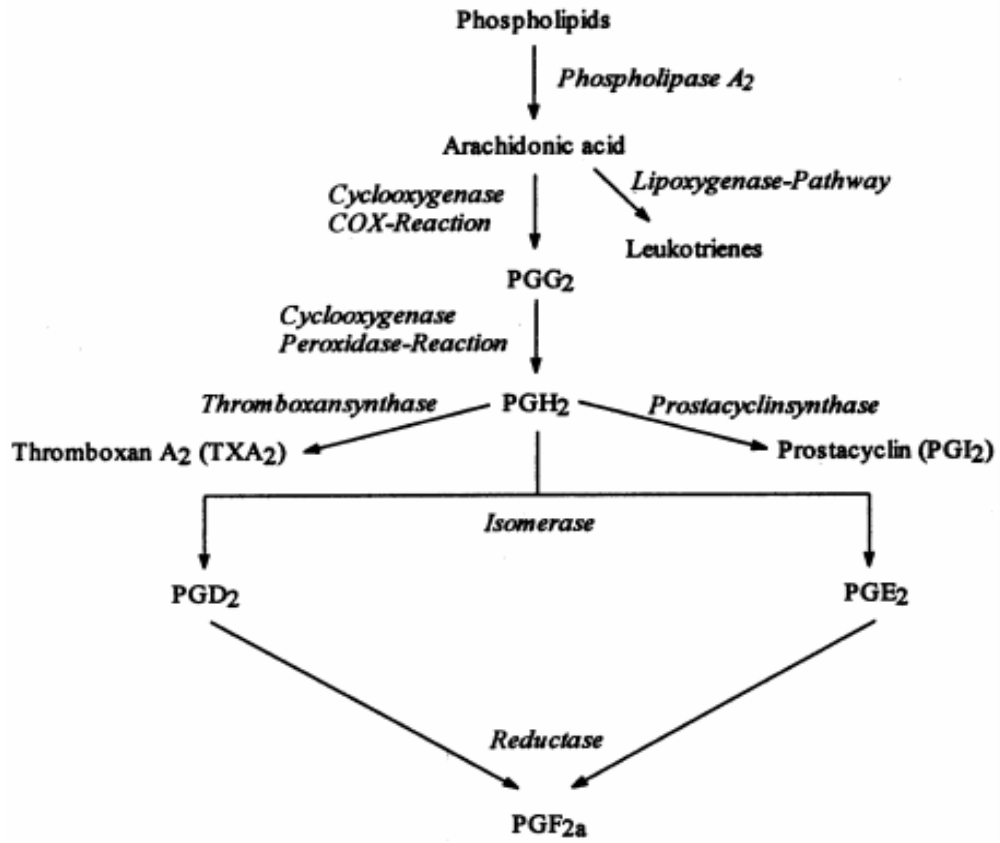 Phospholipids
Phospholipase A2
Arachidonic acid
Cyclooxygenase
COX-Reaction
Lipoxygenase-Pathway
Leukotrienes
PGG2
Cyclooxygenase
Peroxidase-Reaction
Thromboxansynthase
PGH2
Prostacyclinsynthase
Thromboxan A2 (TXA2)
Prostacyclin (PGI2)
Isomerase
PGD2
PGE2
Reductase
PGF2a